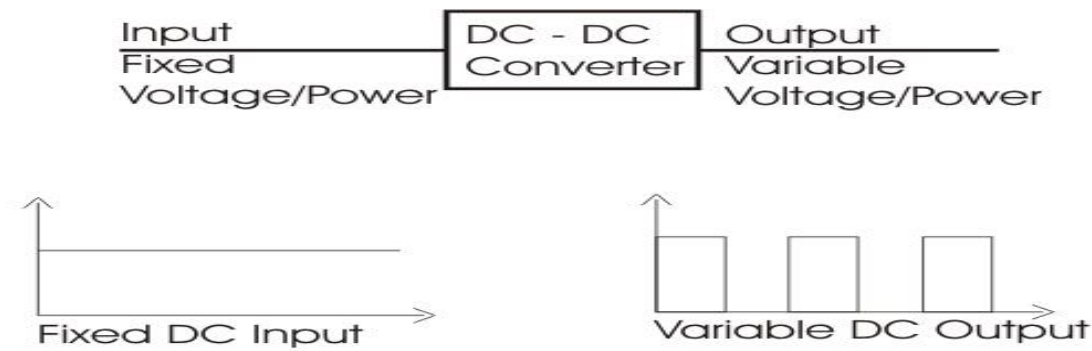 Input
Fixed
Voltage/Power
DC - DC
Converter
Output
Variable
Voltage/Power
Fixed DC Input
Variable DC Output